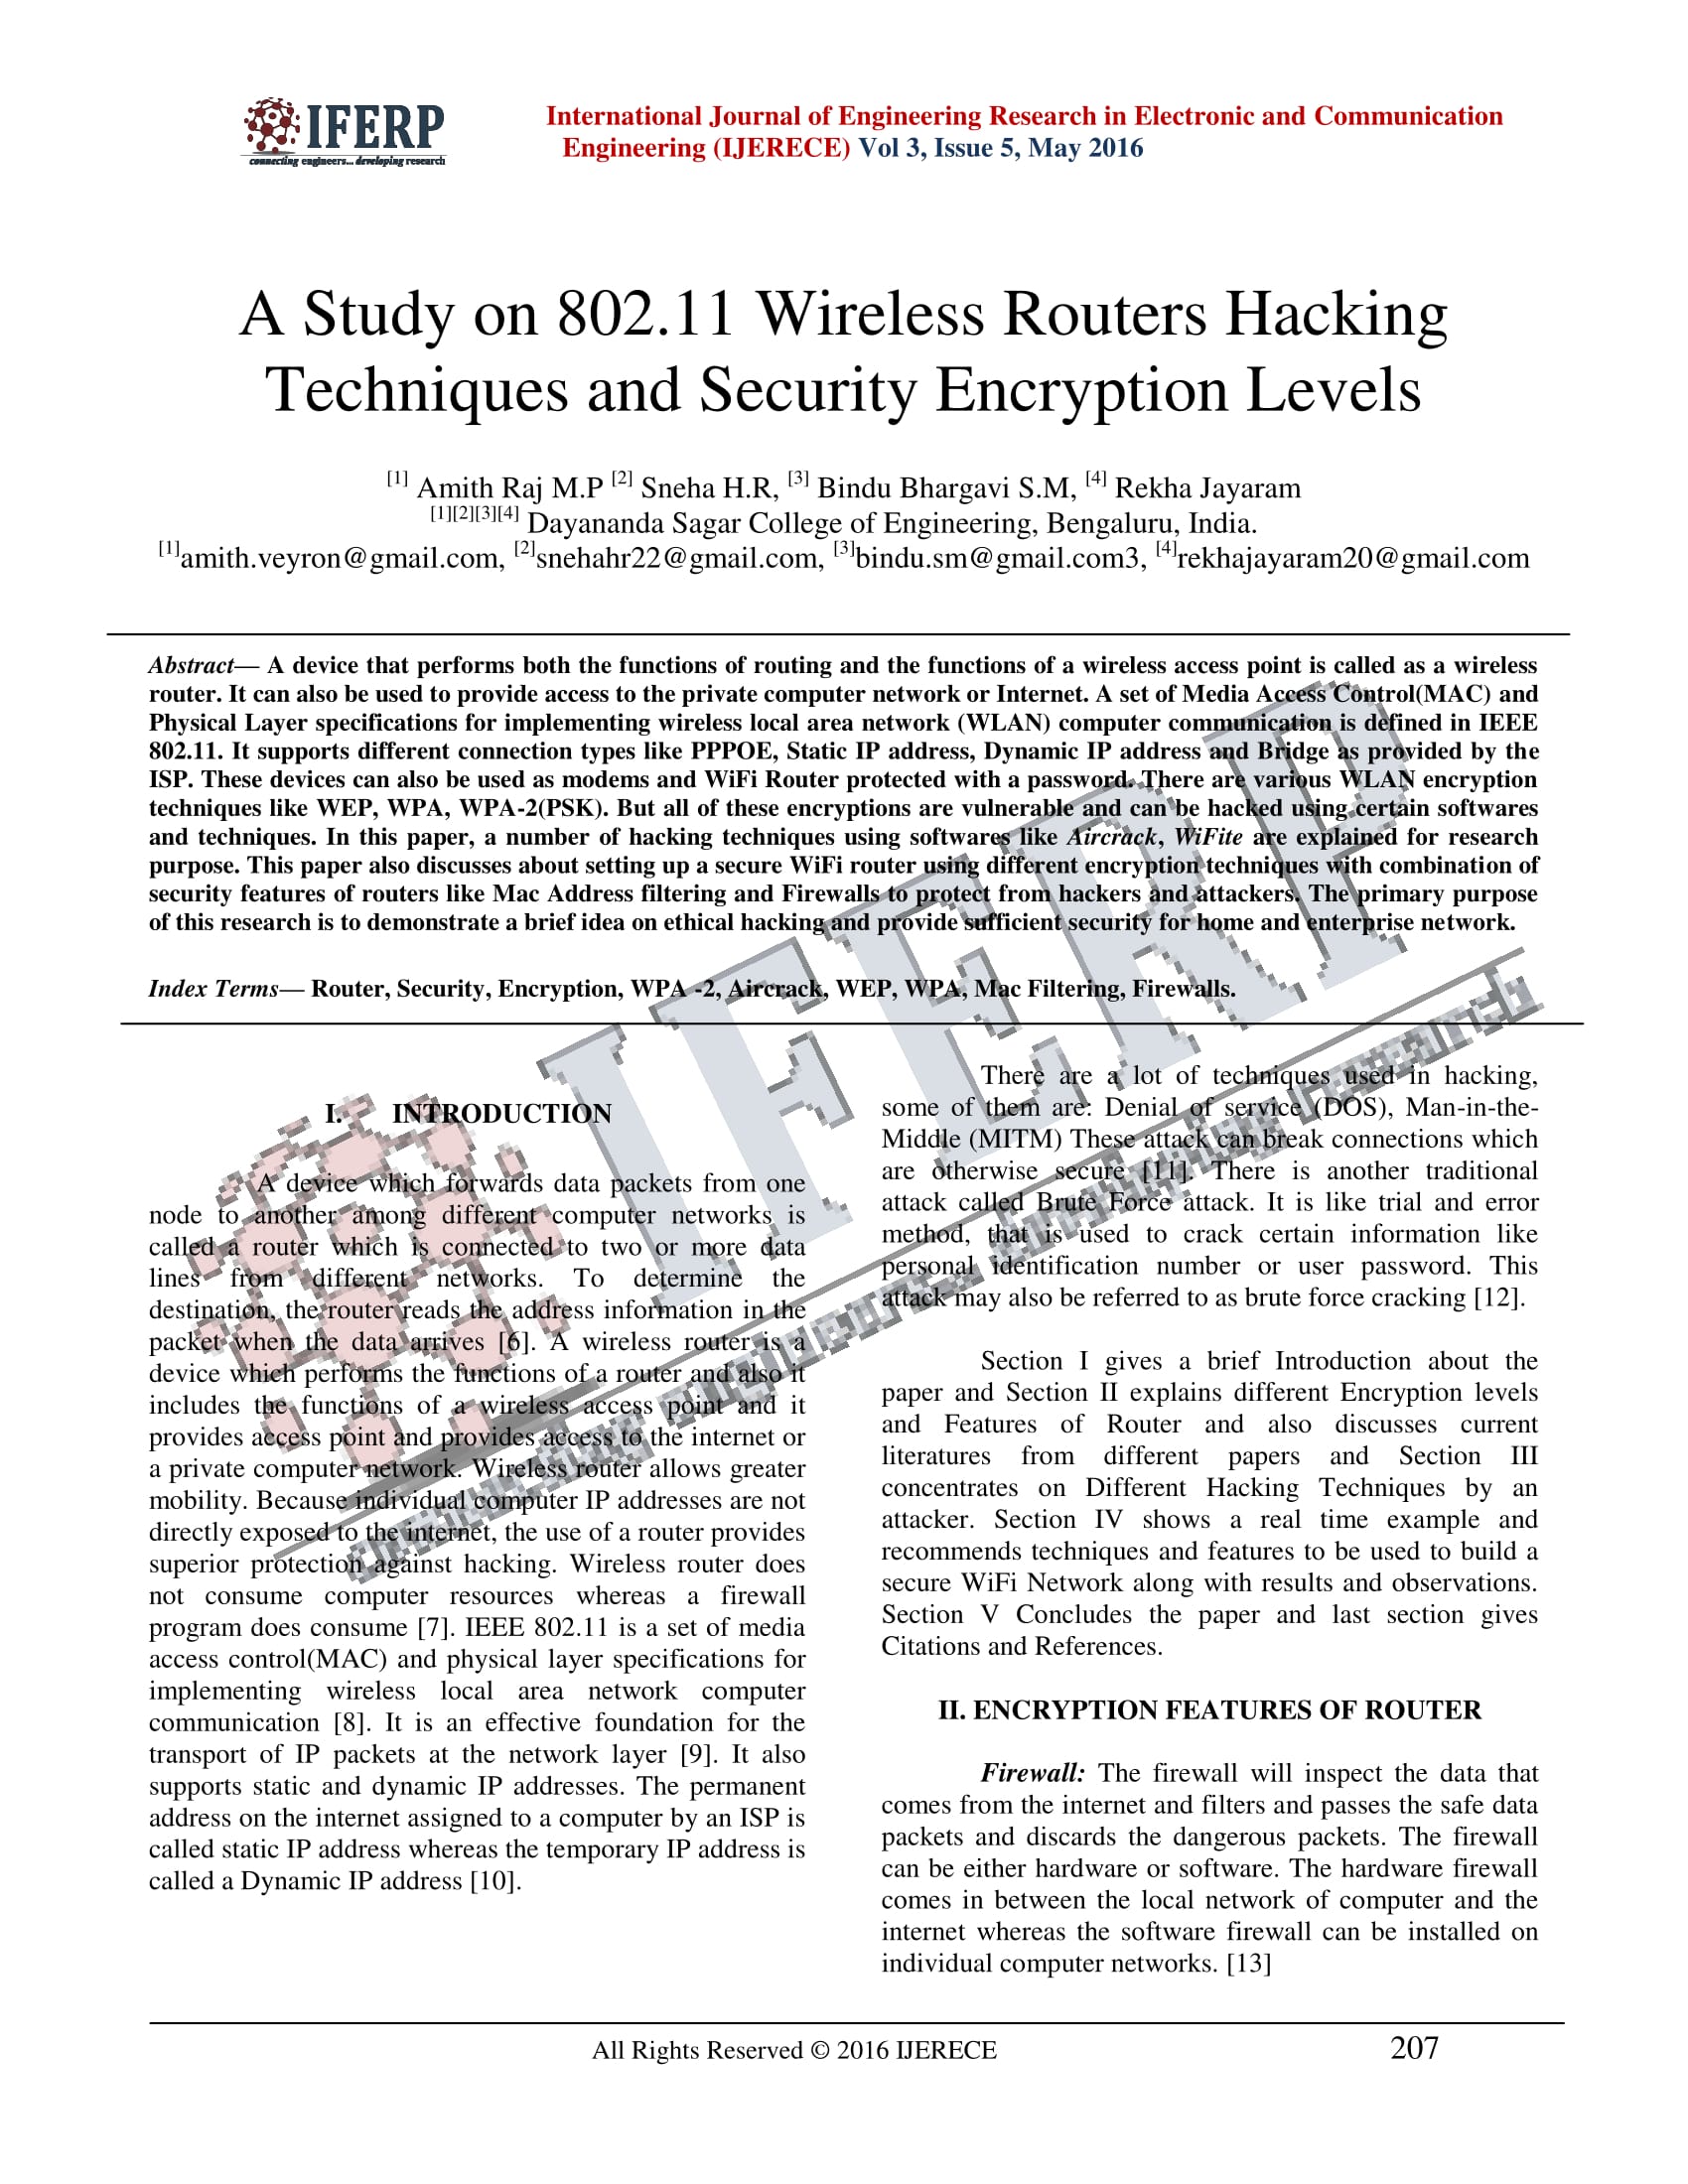 IFERP
connecting engineers... developing research
International Journal of Engineering Research in Electronic and Communication
Engineering (IJERECE) Vol 3, Issue 5, May 2016
A Study on 802.11 Wireless Routers Hacking
Techniques and Security Encryption Levels
[1] Amith Raj M.P [2] Sneha H.R, [3] Bindu Bhargavi S.M, [4] Rekha Jayaram
[1][2][3][4] Dayananda Sagar College of Engineering, Bengaluru, India.
[1]amith.veyron@gmail.com, [2]snehahr22@gmail.com, [3]bindu.sm@gmail.com3, [4]rekhajayaram20@gmail.com
Abstract— A device that performs both the functions of routing and the functions of a wireless access point is called as a wireless
router. It can also be used to provide access to the private computer network or Internet. A set of Media Access Control(MAC) and
Physical Layer specifications for implementing wireless local area network (WLAN) computer communication is defined in IEEE
802.11. It supports different connection types like PPPOE, Static IP address, Dynamic IP address and Bridge as provided by the
ISP. These devices can also be used as modems and WiFi Router protected with a password. There are various WLAN encryption
techniques like WEP, WPA, WPA-2(PSK). But all of these encryptions are vulnerable and can be hacked using certain softwares
and techniques. In this paper, a number of hacking techniques using softwares like Aircrack, WiFite are explained for research
purpose. This paper also discusses about setting up a secure WiFi router using different encryption techniques with combination of
security features of routers like Mac Address filtering and Firewalls to protect from hackers and attackers. The primary purpose
of this research is to demonstrate a brief idea on ethical hacking and provide sufficient security for home and enterprise network.
Index Terms— Router, Security, Encryption, WPA -2, Aircrack, WEP, WPA, Mac Filtering, Firewalls.
I. INTRODUCTION
A device which forwards data packets from one
node to another among different computer networks is
called a router which is connected to two or more data
lines from different networks. To determine the
destination, the router reads the address information in the
packet when the data arrives [6]. A wireless router is a
device which performs the functions of a router and also it
includes the functions of a wireless access point and it
provides access point and provides access to the internet or
a private computer network. Wireless router allows greater
mobility. Because individual computer IP addresses are not
directly exposed to the internet, the use of a router provides
superior protection against hacking. Wireless router does
not consume computer resources whereas a firewall
program does consume [7]. IEEE 802.11 is a set of media
access control(MAC) and physical layer specifications for
implementing wireless local area network computer
communication [8]. It is an effective foundation for the
transport of IP packets at the network layer [9]. It also
supports static and dynamic IP addresses. The permanent
address on the internet assigned to a computer by an ISP is
called static IP address whereas the temporary IP address is
called a Dynamic IP address [10].
There are a lot of techniques used in hacking,
some of them are: Denial of service (DOS), Man-in-the-
Middle (MITM) These attack can break connections which
are otherwise secure [11]. There is another traditional
attack called Brute Force attack. It is like trial and error
method, that is used to crack certain information like
personal identification number or user password. This
attack may also be referred to as brute force cracking [12].
Section I gives a brief Introduction about the
paper and Section II explains different Encryption levels
and Features of Router and also discusses current
literatures from different papers and Section III
concentrates on Different Hacking Techniques by an
attacker. Section IV shows a real time example and
recommends techniques and features to be used to build a
secure WiFi Network along with results and observations.
Section V Concludes the paper and last section gives
Citations and References.
II. ENCRYPTION FEATURES OF ROUTER
Firewall: The firewall will inspect the data that
comes from the internet and filters and passes the safe data
packets and discards the dangerous packets. The firewall
can be either hardware or software. The hardware firewall
comes in between the local network of computer and the
internet whereas the software firewall can be installed on
individual computer networks. [13]
IFERP
connecting engineers... developing research
All Rights Reserved © 2016 IJERECE
207